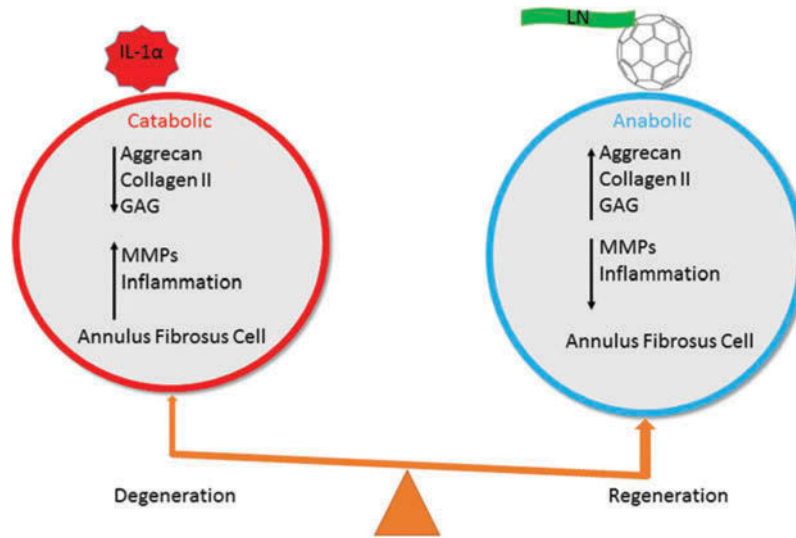 LN
IL-1α
Catabolic
Aggrecan
Collagen II
GAG
MMPs
Inflammation
Annulus Fibrosus Cell
Anabolic
Aggrecan
Collagen II
GAG
MMPs
Inflammation
Annulus Fibrosus Cell
Degeneration
Regeneration